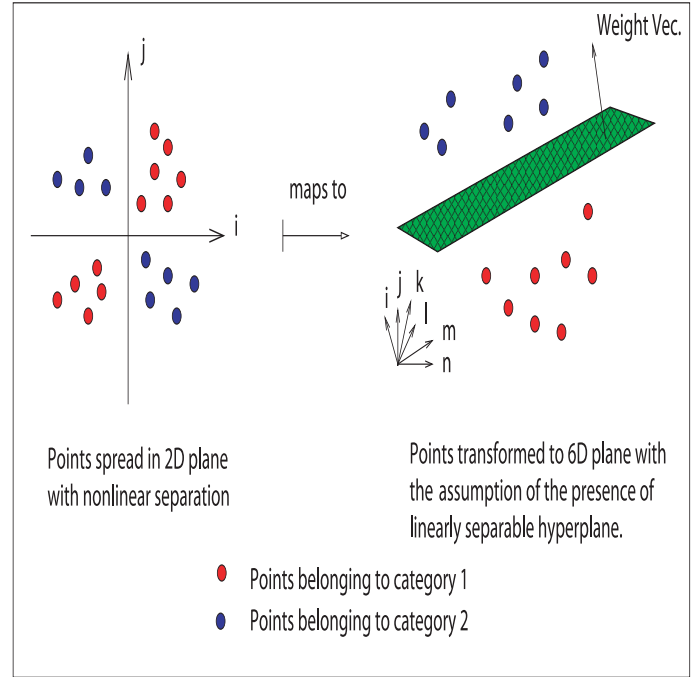 Weight Vec.
j
i
maps to
i
j
k
l
m
n
Points spread in 2D plane
with nonlinear separation
Points transformed to 6D plane with
the assumption of the presence of
linearly separable hyperplane.
Points belonging to category 1
Points belonging to category 2